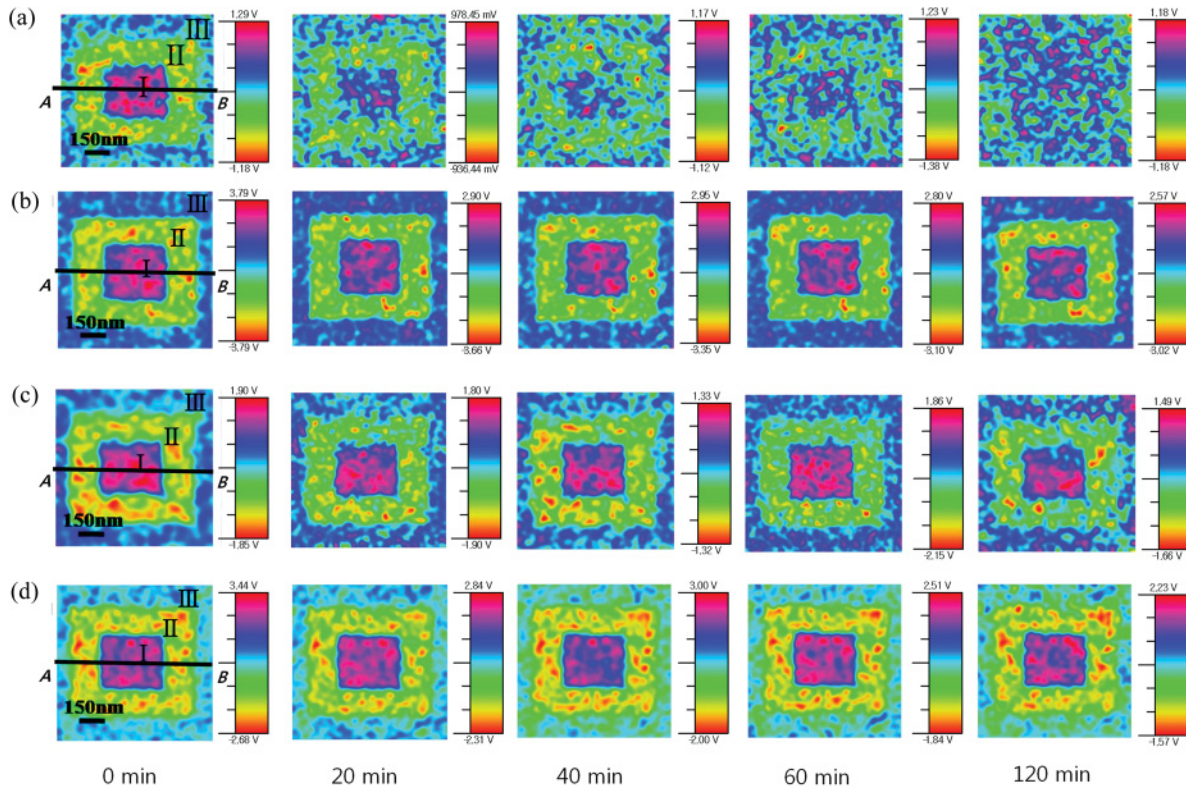 (a)
III
II
I
A
B
150nm
1.29 V
-1.18 V
978.45 mV
-936.44 mV
1.17 V
-1.12 V
1.23 V
-1.38 V
1.18 V
-1.18 V
(b)
III
II
I
A
B
150nm
3.79 V
-3.79 V
2.90 V
-3.66 V
2.95 V
-3.35 V
2.80 V
-3.10 V
2.57 V
-3.02 V
(c)
III
II
I
A
B
150nm
1.90 V
-1.85 V
1.80 V
-1.90 V
1.33 V
-1.32 V
1.86 V
-2.15 V
1.49 V
-1.66 V
(d)
III
II
I
A
B
150nm
3.44 V
-2.68 V
2.84 V
-2.31 V
3.00 V
-2.00 V
2.51 V
-1.84 V
2.23 V
-1.57 V
0 min
20 min
40 min
60 min
120 min